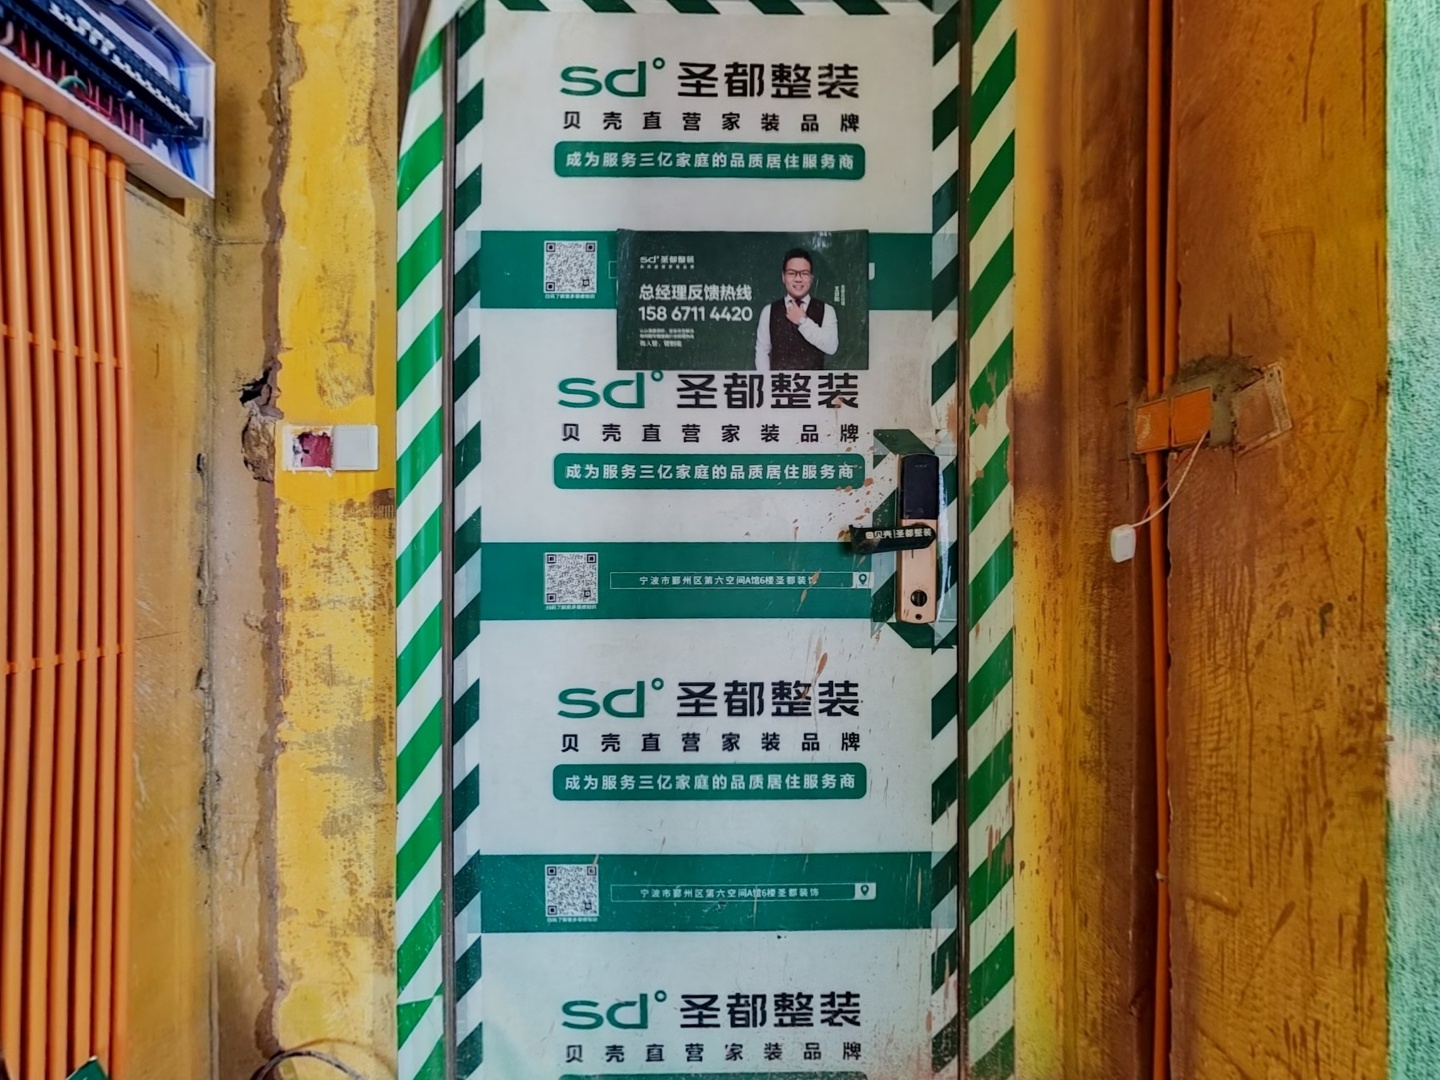 sd°圣都整装
贝壳直营家装品牌
成为服务三亿家庭的品质居住服务商
sd°圣都整装
总经理反馈热线
158 6711 4420
sd°圣都整装
贝壳直营家装品牌
成为服务三亿家庭的品质居住服务商
贝壳|圣都整装
宁波市鄞州区第六空间A馆6楼圣都装饰
sd°圣都整装
贝壳直营家装品牌
成为服务三亿家庭的品质居住服务商
宁波市鄞州区第六空间A馆6楼圣都装饰
sd°圣都整装
贝壳直营家装品牌